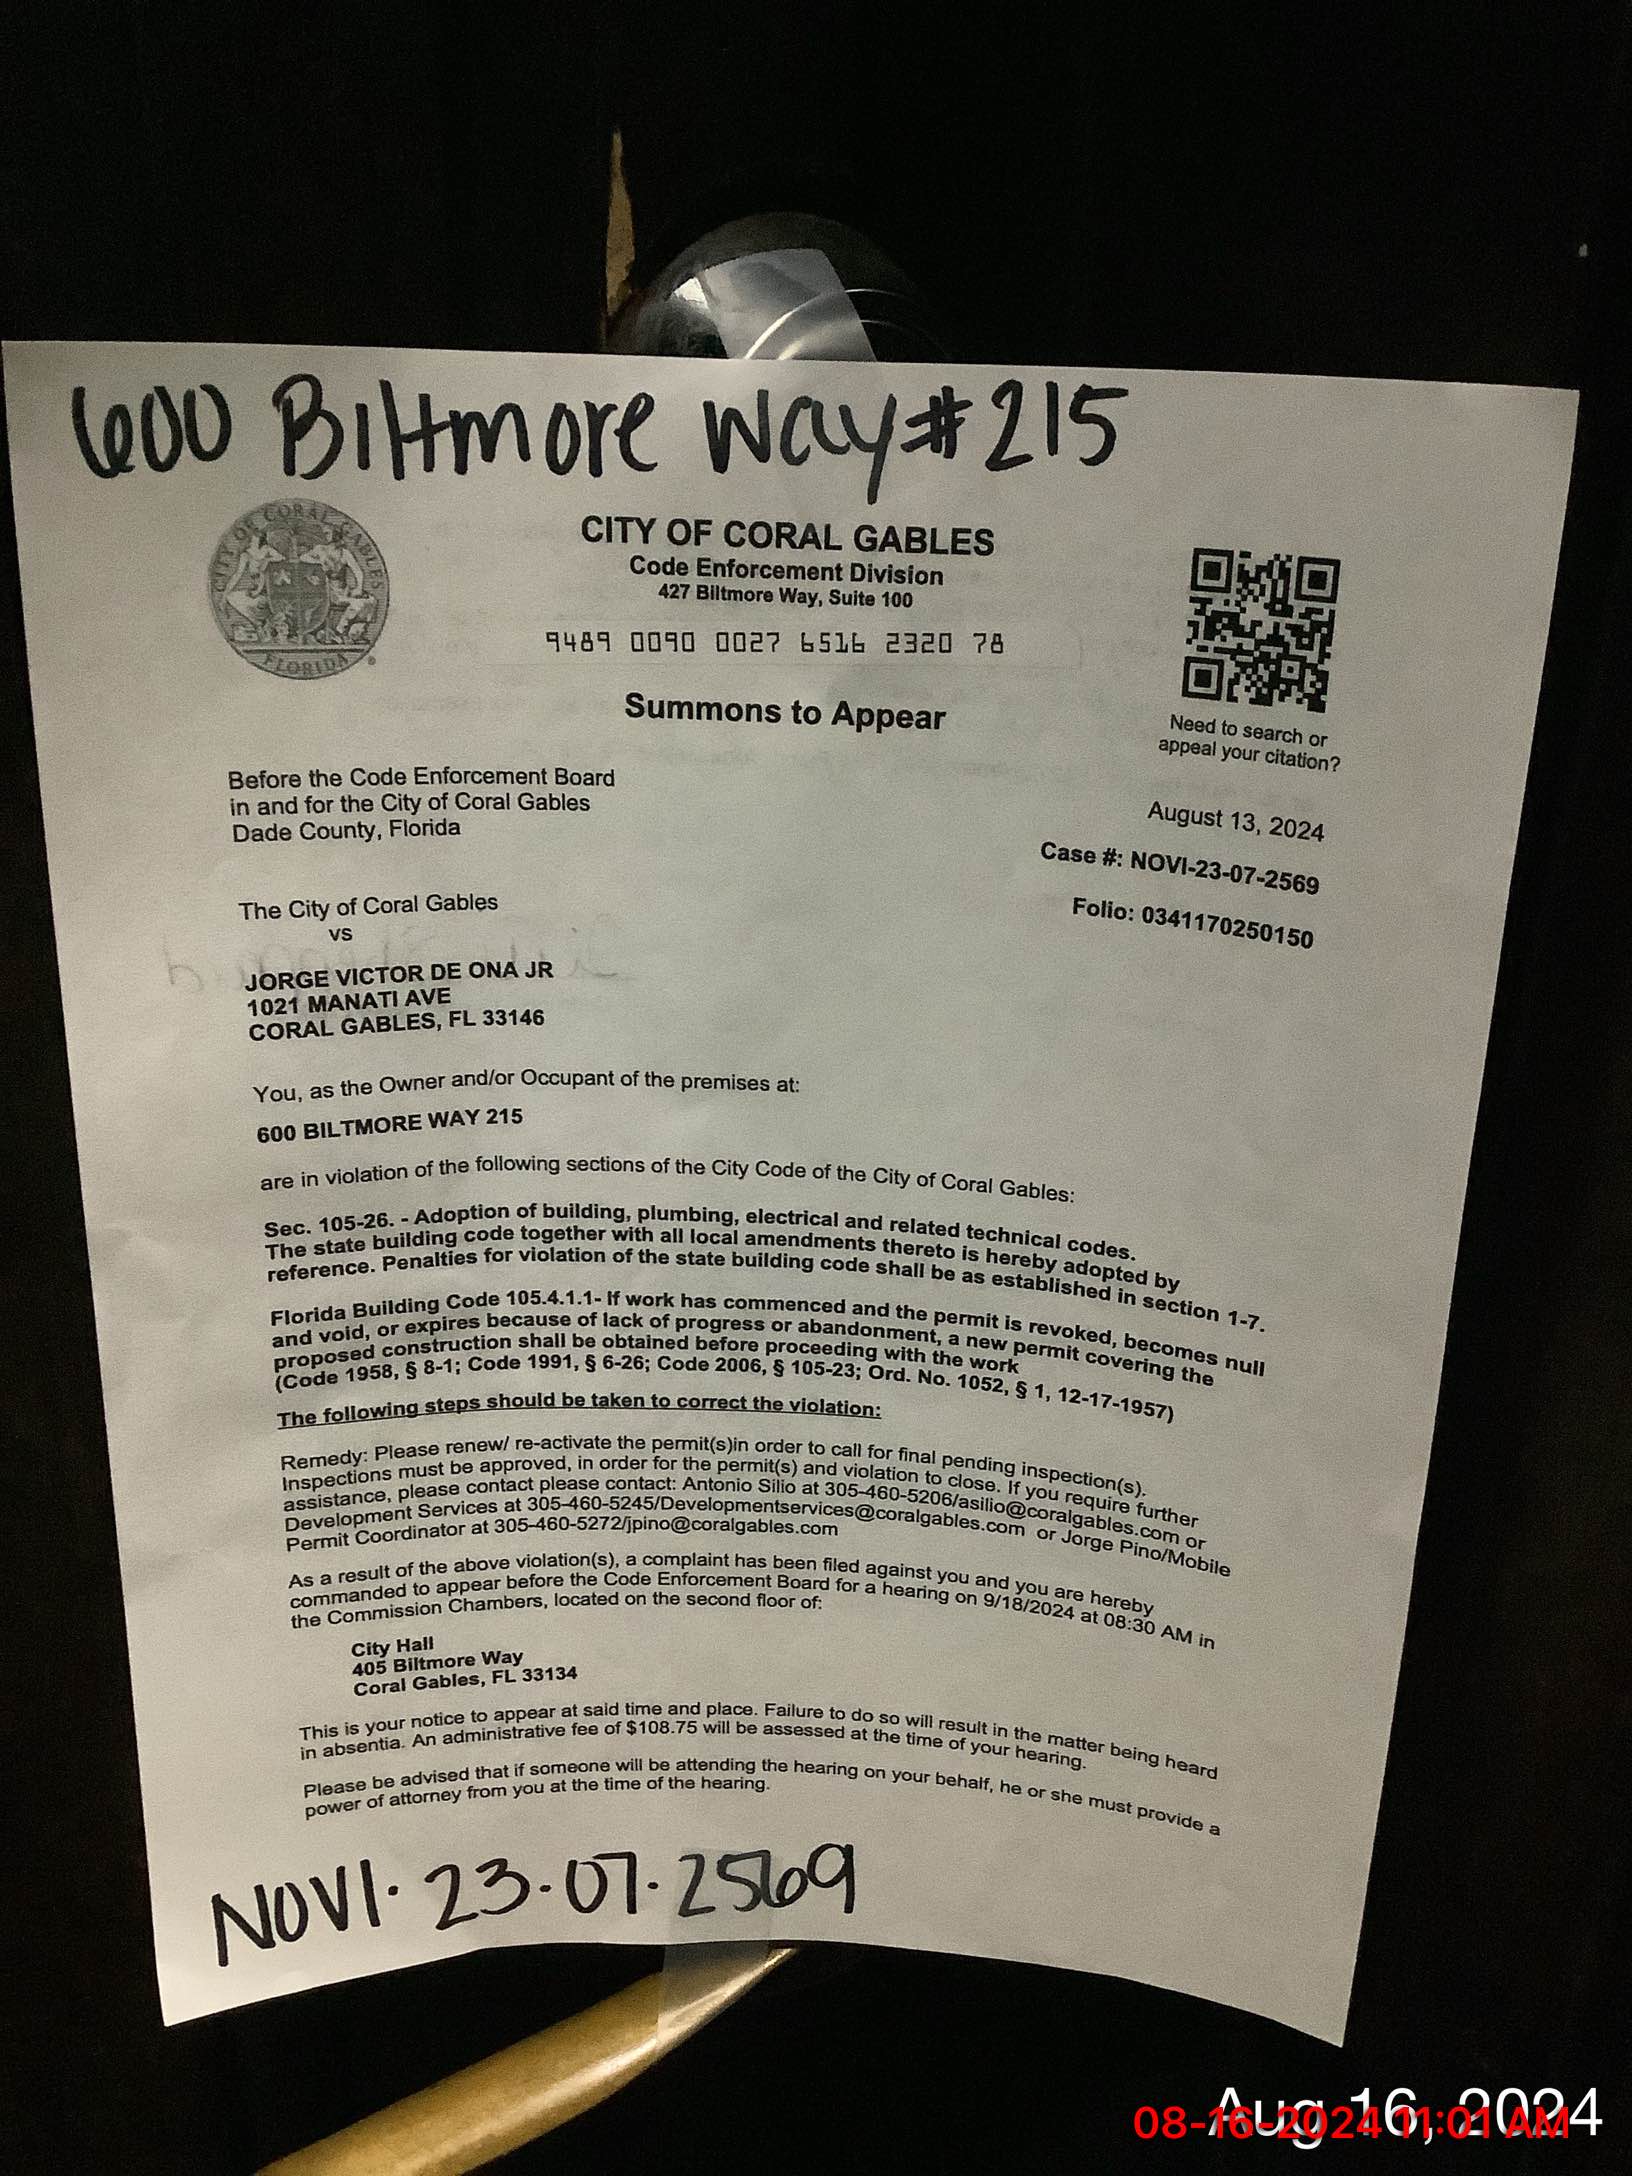 600 Biltmore Way #215
CITY OF CORAL GABLES
FLORIDA
CITY OF CORAL GABLES
Code Enforcement Division
427 Biltmore Way, Suite 100
9489 0090 0027 6516 2320 78
Summons to Appear
Need to search or
appeal your citation?
Before the Code Enforcement Board
in and for the City of Coral Gables
Dade County, Florida
August 13, 2024
Case #: NOVI-23-07-2569
Folio: 0341170250150
The City of Coral Gables
vs
JORGE VICTOR DE ONA JR
1021 MANATI AVE
CORAL GABLES, FL 33146
You, as the Owner and/or Occupant of the premises at:
600 BILTMORE WAY 215
are in violation of the following sections of the City Code of the City of Coral Gables:
Sec. 105-26. - Adoption of building, plumbing, electrical and related technical codes.
The state building code together with all local amendments thereto is hereby adopted by
reference. Penalties for violation of the state building code shall be as established in section 1-7.
Florida Building Code 105.4.1.1- If work has commenced and the permit is revoked, becomes null
and void, or expires because of lack of progress or abandonment, a new permit covering the
proposed construction shall be obtained before proceeding with the work
(Code 1958, § 8-1; Code 1991, § 6-26; Code 2006, § 105-23; Ord. No. 1052, § 1, 12-17-1957)
The following steps should be taken to correct the violation:
Remedy: Please renew/ re-activate the permit(s)in order to call for final pending inspection(s).
Inspections must be approved, in order for the permit(s) and violation to close. If you require further
assistance, please contact please contact: Antonio Silio at 305-460-5206/asilio@coralgables.com or
Development Services at 305-460-5245/Developmentservices@coralgables.com or Jorge Pino/Mobile
Permit Coordinator at 305-460-5272/jpino@coralgables.com
As a result of the above violation(s), a complaint has been filed against you and you are hereby
commanded to appear before the Code Enforcement Board for a hearing on 9/18/2024 at 08:30 AM in
the Commission Chambers, located on the second floor of:
City Hall
405 Biltmore Way
Coral Gables, FL 33134
This is your notice to appear at said time and place. Failure to do so will result in the matter being heard
in absentia. An administrative fee of $108.75 will be assessed at the time of your hearing.
Please be advised that if someone will be attending the hearing on your behalf, he or she must provide a
power of attorney from you at the time of the hearing.
NOVI·23·07·2569
Aug 16, 2024
08-16-2024 11:01 AM